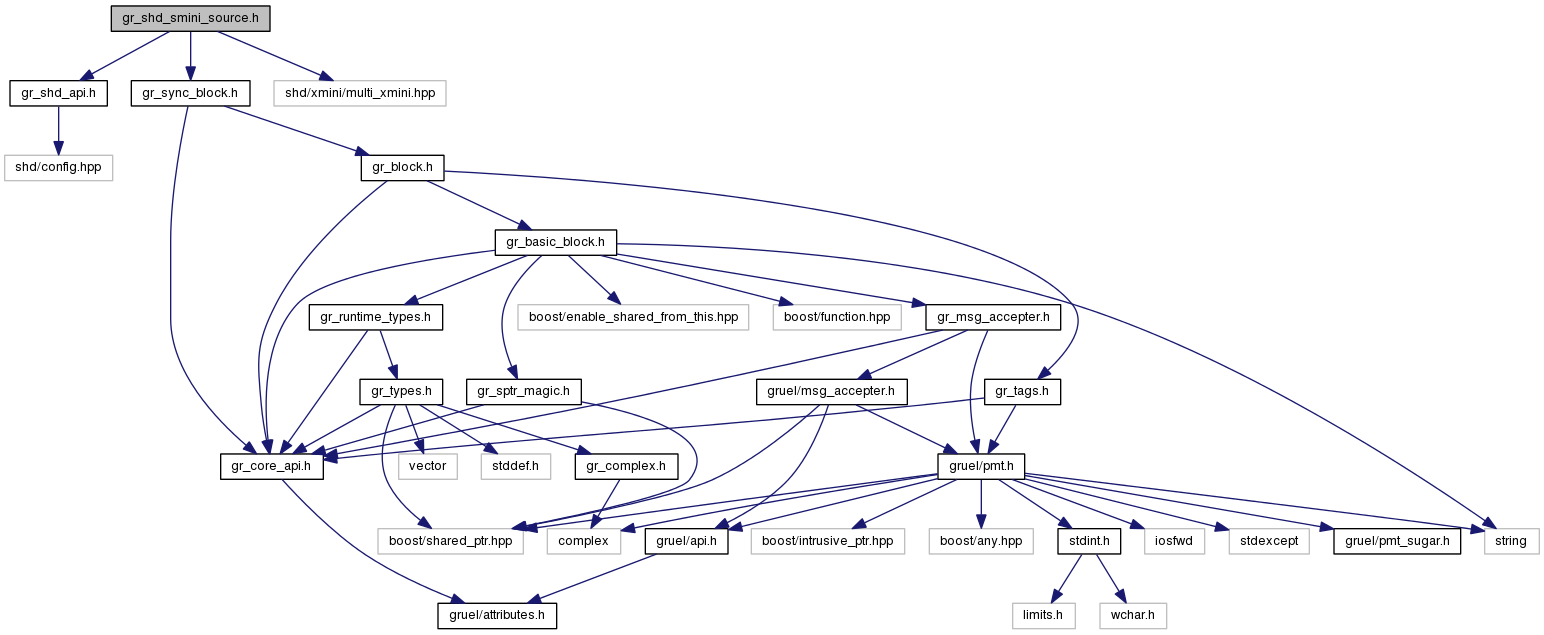 gr_shd_smini_source.h
gr_shd_api.h
gr_sync_block.h
shd/xmini/multi_xmini.hpp
shd/config.hpp
gr_block.h
gr_basic_block.h
gr_runtime_types.h
boost/enable_shared_from_this.hpp
boost/function.hpp
gr_msg_accepter.h
gr_types.h
gr_sptr_magic.h
gruel/msg_accepter.h
gr_tags.h
gr_core_api.h
vector
stddef.h
gr_complex.h
gruel/pmt.h
boost/shared_ptr.hpp
complex
gruel/api.h
boost/intrusive_ptr.hpp
boost/any.hpp
stdint.h
iosfwd
stdexcept
gruel/pmt_sugar.h
string
gruel/attributes.h
limits.h
wchar.h